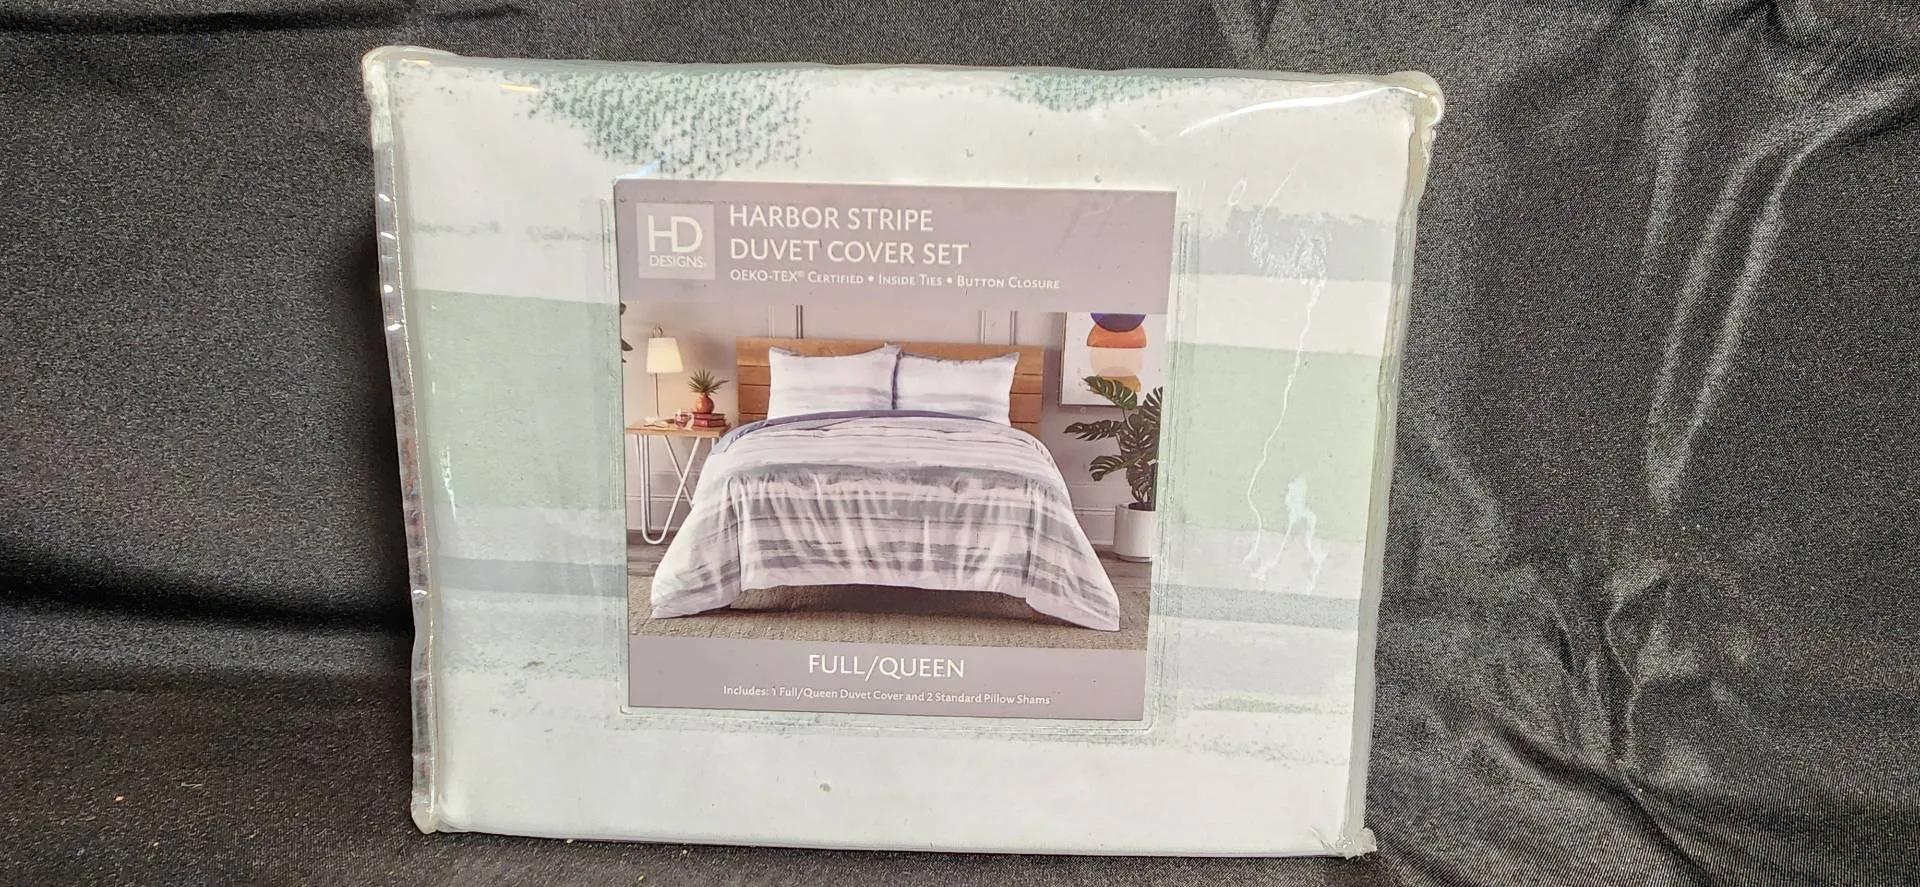 HD
DESIGNS®
HARBOR STRIPE
DUVET COVER SET
OEKO-TEX® CERTIFIED • INSIDE TIES • BUTTON CLOSURE
FULL/QUEEN
Includes: 1 Full/Queen Duvet Cover and 2 Standard Pillow Shams